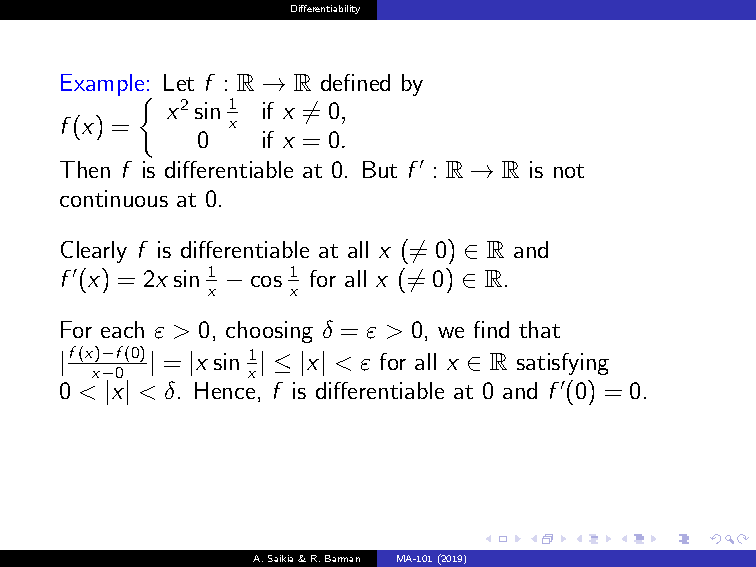 Differentiability
Example: Let f : ℝ → ℝ defined by
f(x) = { x² sin 1/x if x ≠ 0,
0 if x = 0.
Then f is differentiable at 0. But f′ : ℝ → ℝ is not
continuous at 0.
Clearly f is differentiable at all x (≠ 0) ∈ ℝ and
f′(x) = 2x sin 1/x − cos 1/x for all x (≠ 0) ∈ ℝ.
For each ε > 0, choosing δ = ε > 0, we find that
|f(x)−f(0)/x−0| = |x sin 1/x| ≤ |x| < ε for all x ∈ ℝ satisfying
0 < |x| < δ. Hence, f is differentiable at 0 and f′(0) = 0.
A. Saikia & R. Barman MA-101 (2019)